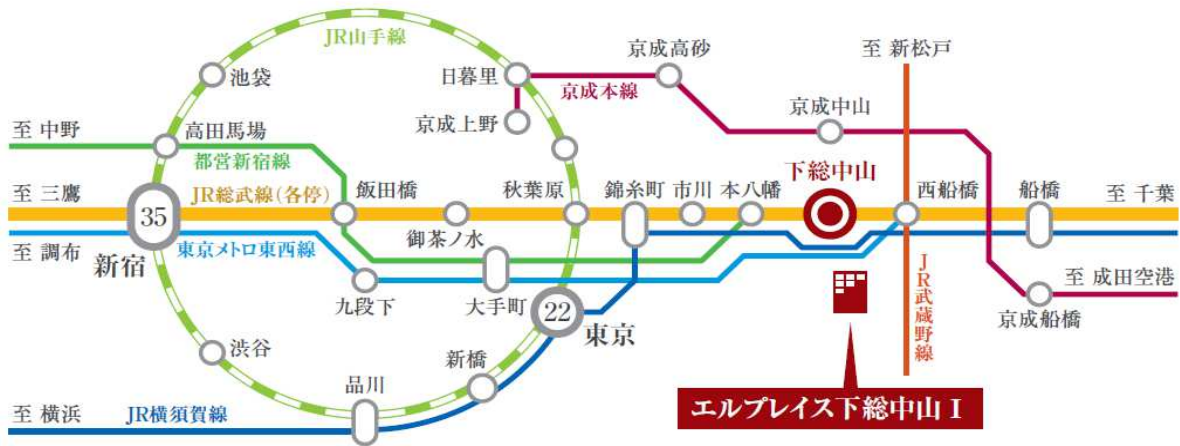 JR山手線
池袋
日暮里
京成本線
京成高砂
至 新松戸
京成上野
京成中山
至 中野
高田馬場
都営新宿線
至 三鷹
JR総武線(各停)
飯田橋
秋葉原
錦糸町
市川
本八幡
下総中山
西船橋
船橋
至 千葉
35
新宿
至 調布
東京メトロ東西線
御茶ノ水
九段下
大手町
22
東京
JR武蔵野線
至 成田空港
京成船橋
渋谷
品川
新橋
至 横浜
JR横須賀線
エルプレイス下総中山 I